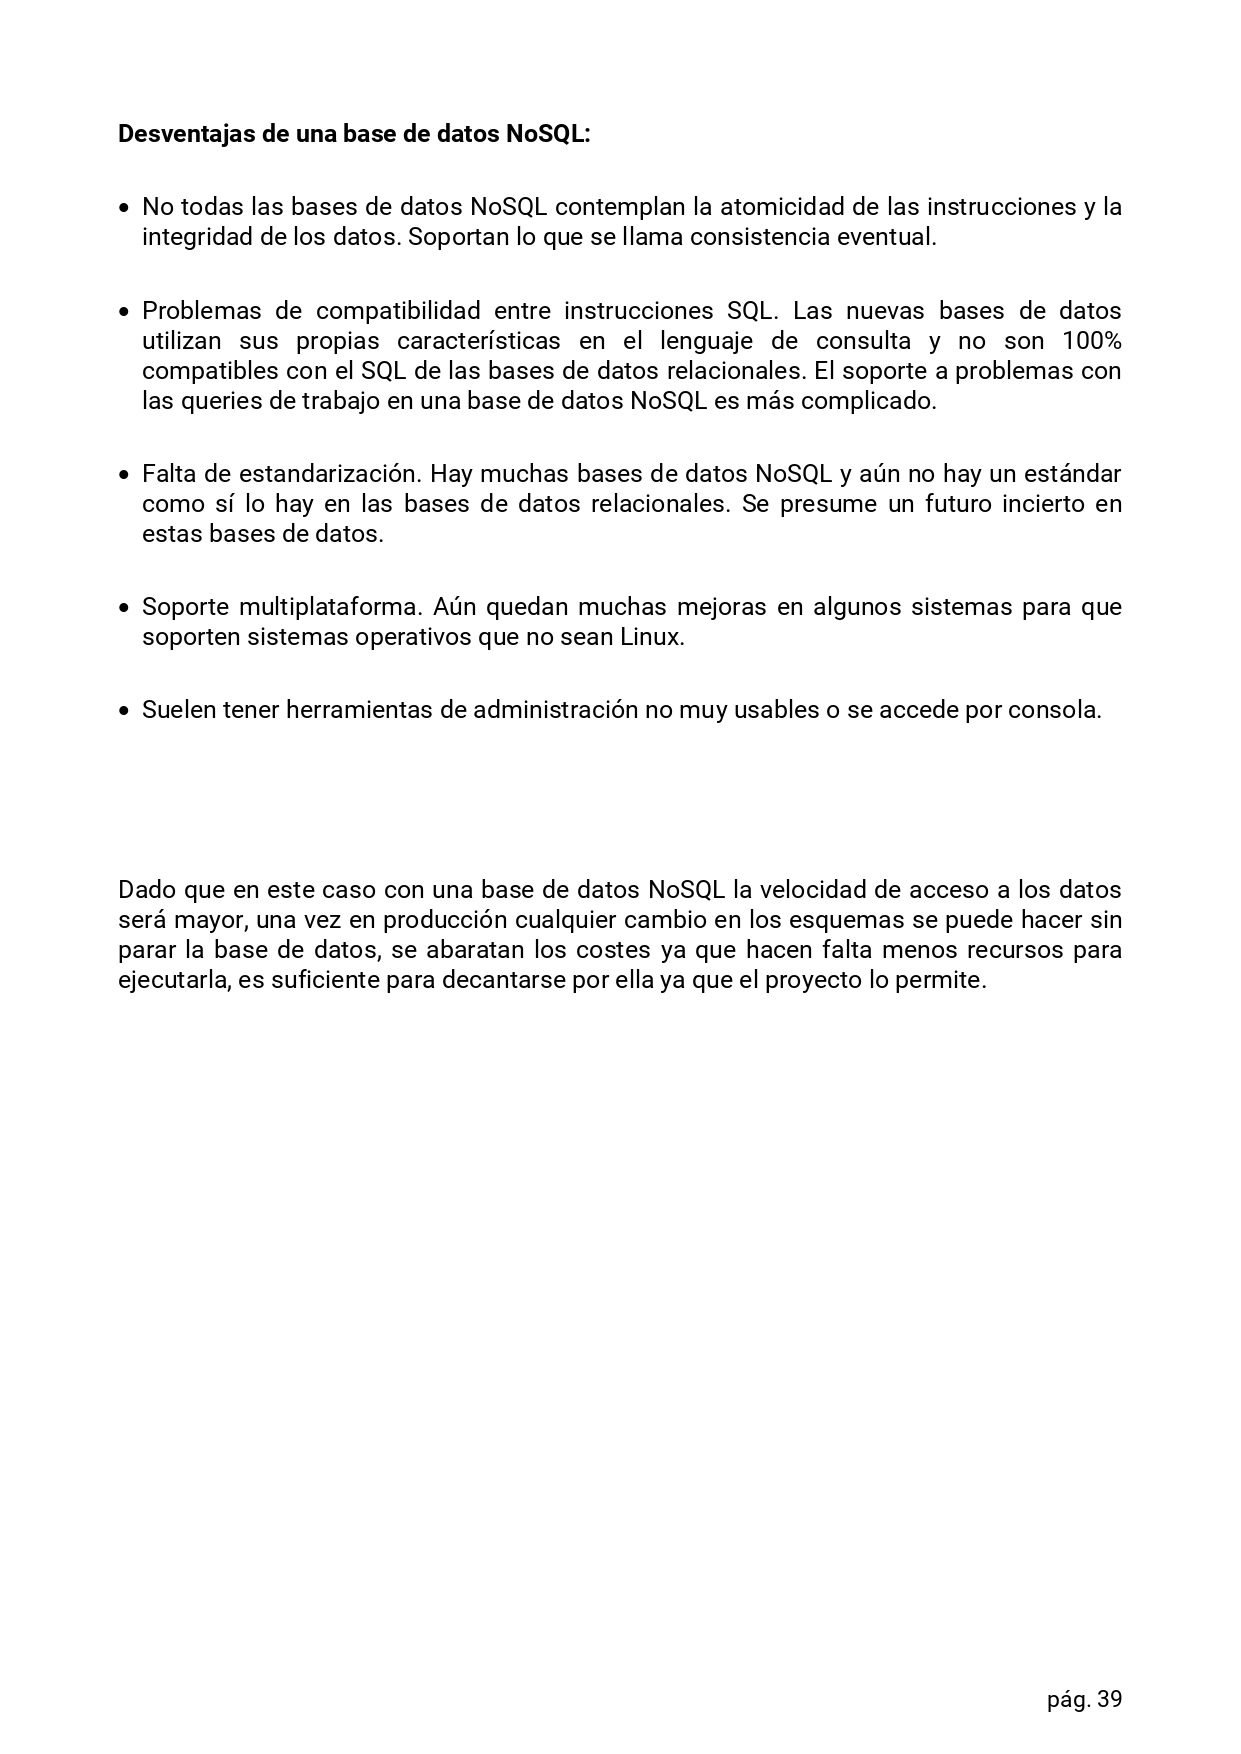 Desventajas de una base de datos NoSQL:
• No todas las bases de datos NoSQL contemplan la atomicidad de las instrucciones y la
integridad de los datos. Soportan lo que se llama consistencia eventual.
• Problemas de compatibilidad entre instrucciones SQL. Las nuevas bases de datos
utilizan sus propias características en el lenguaje de consulta y no son 100%
compatibles con el SQL de las bases de datos relacionales. El soporte a problemas con
las queries de trabajo en una base de datos NoSQL es más complicado.
• Falta de estandarización. Hay muchas bases de datos NoSQL y aún no hay un estándar
como sí lo hay en las bases de datos relacionales. Se presume un futuro incierto en
estas bases de datos.
• Soporte multiplataforma. Aún quedan muchas mejoras en algunos sistemas para que
soporten sistemas operativos que no sean Linux.
• Suelen tener herramientas de administración no muy usables o se accede por consola.
Dado que en este caso con una base de datos NoSQL la velocidad de acceso a los datos
será mayor, una vez en producción cualquier cambio en los esquemas se puede hacer sin
parar la base de datos, se abaratan los costes ya que hacen falta menos recursos para
ejecutarla, es suficiente para decantarse por ella ya que el proyecto lo permite.
pág. 39